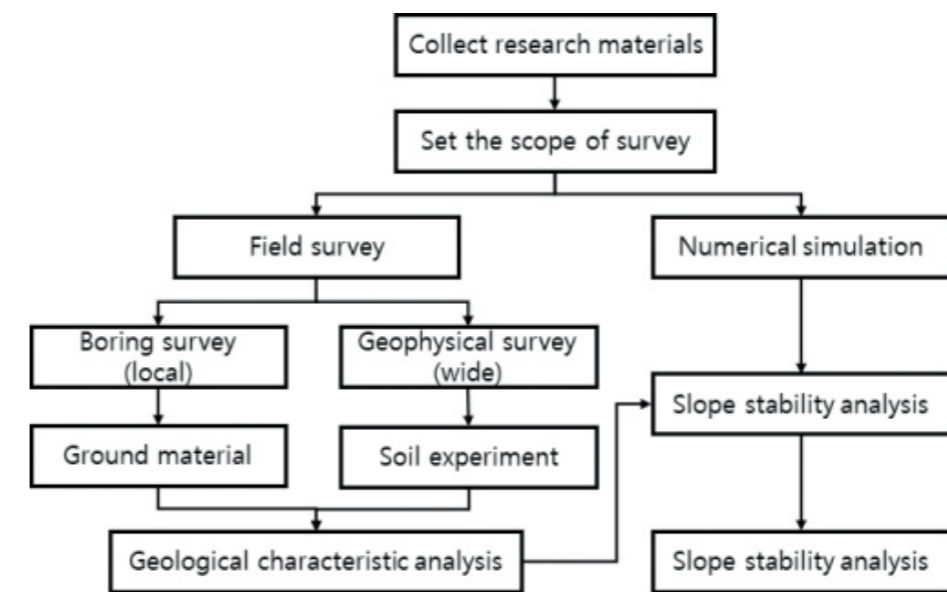 Collect research materials
Set the scope of survey
Field survey
Numerical simulation
Boring survey
(local)
Geophysical survey
(wide)
Slope stability analysis
Ground material
Soil experiment
Geological characteristic analysis
Slope stability analysis